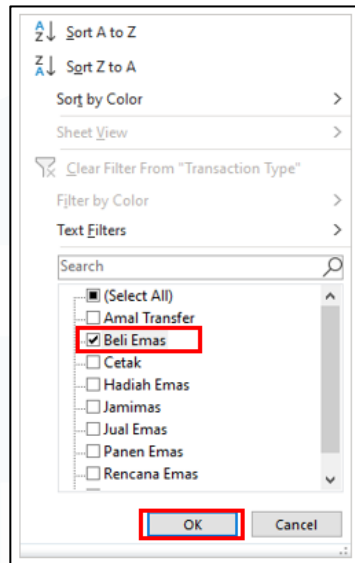 Sort A to Z
Sort Z to A
Sort by Color
Sheet View
Clear Filter From "Transaction Type"
Filter by Color
Text Filters
Search
(Select All)
Amal Transfer
Beli Emas
Cetak
Hadiah Emas
Jamimas
Jual Emas
Panen Emas
Rencana Emas
OK Cancel